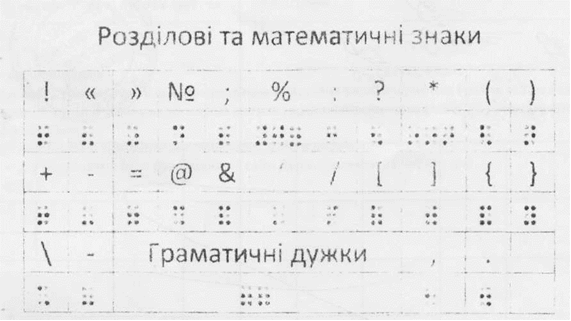 Розділові та математичні знаки
! « » № ; % : ? * ( )
+ - = @ & ' / [ ] { }
\ - Граматичні дужки , .